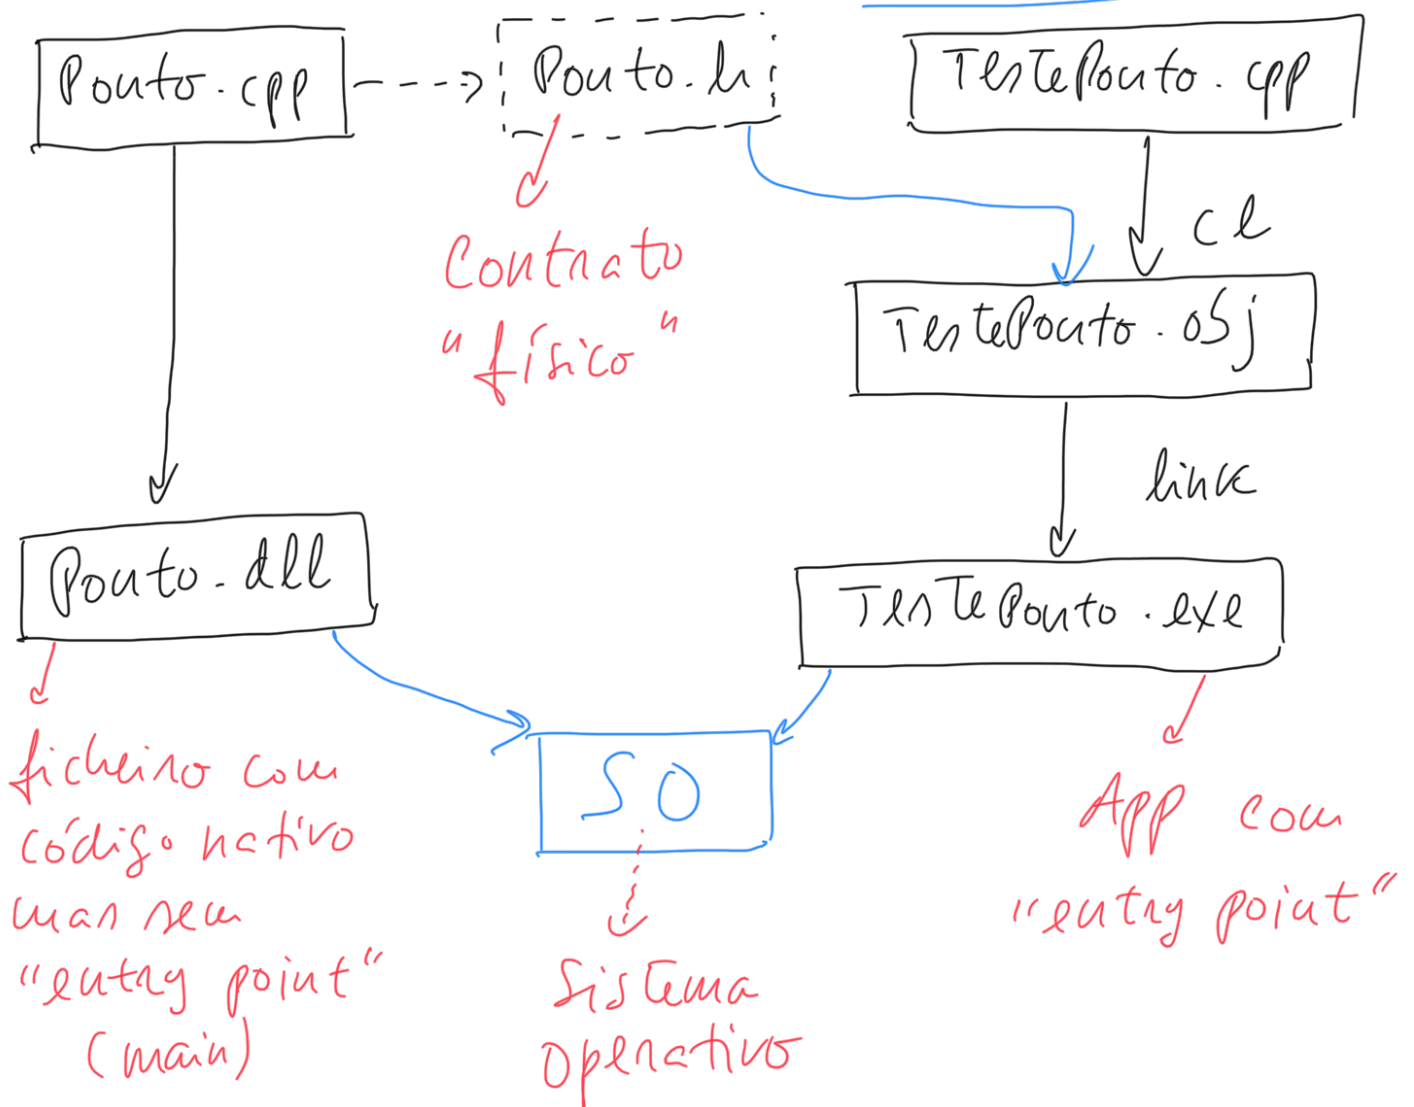 Ponto.cpp
Ponto.h
TestePonto.cpp
cl
Contrato
"físico"
TestePonto.obj
link
Ponto.dll
TestePonto.exe
SO
ficheiro com
código nativo
mas sem
"entry point"
(main)
App com
"entry point"
Sistema
operativo